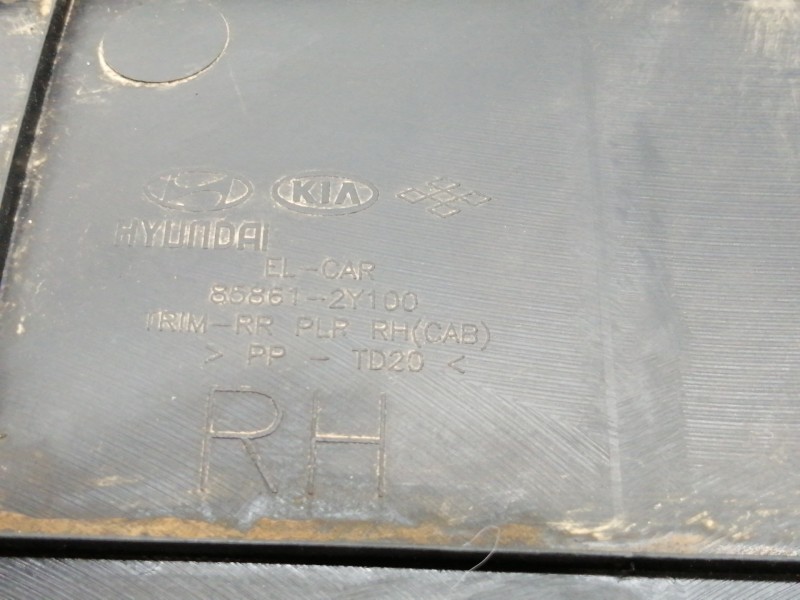 KIA
HYUNDAI
EL-CAR
85861-2Y100
TRIM-RR PLR RH(CAB)
> PP - TD20 <
RH